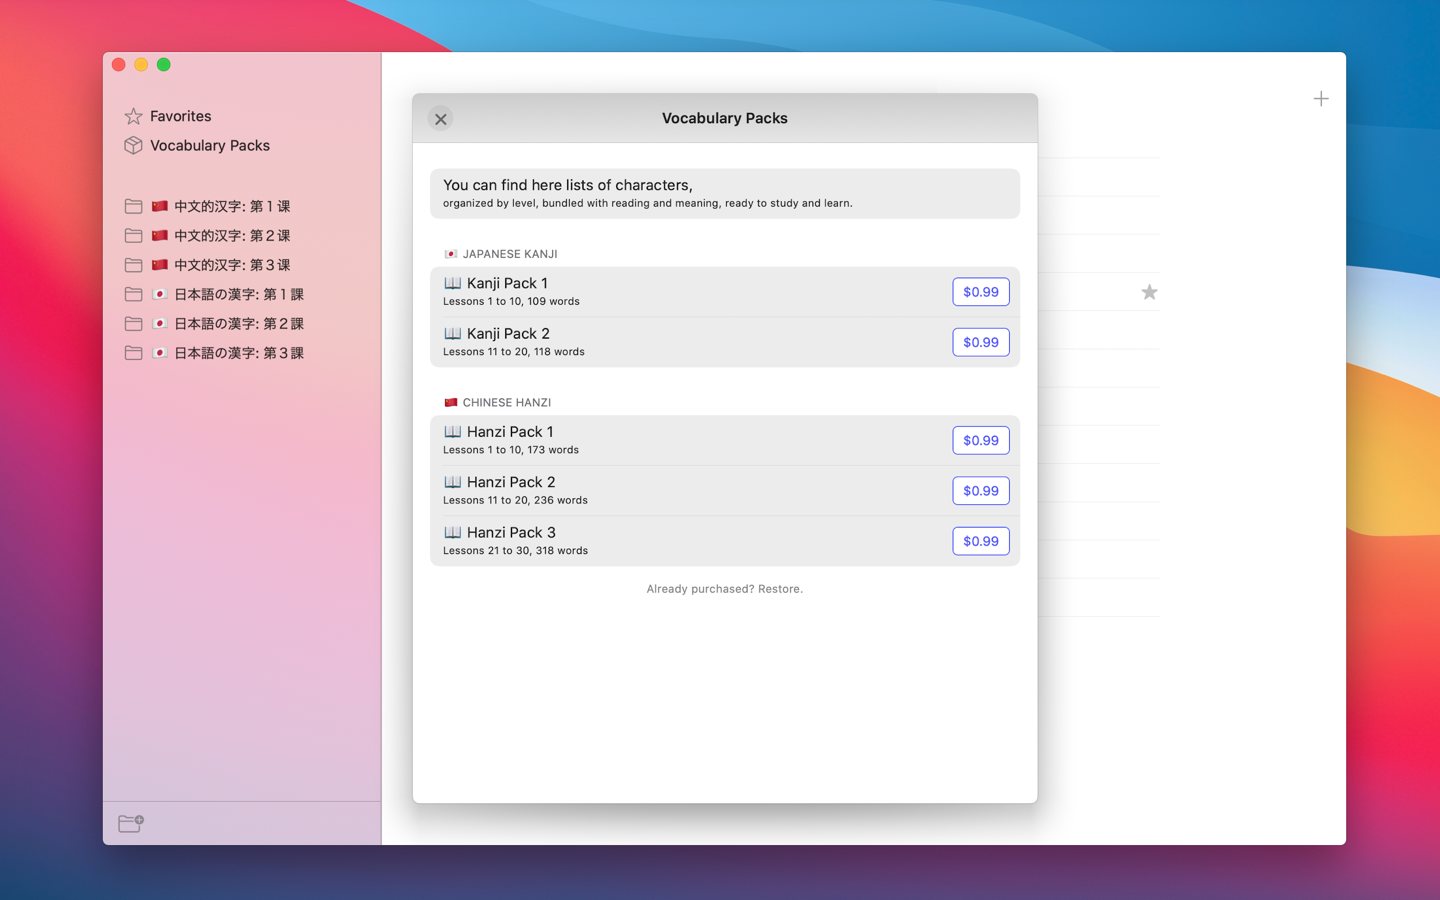 Favorites
Vocabulary Packs
🇨🇳 中文的汉字: 第 1 课
🇨🇳 中文的汉字: 第 2 课
🇨🇳 中文的汉字: 第 3 课
🇯🇵 日本語の漢字: 第 1 課
🇯🇵 日本語の漢字: 第 2 課
🇯🇵 日本語の漢字: 第 3 課
Vocabulary Packs
You can find here lists of characters,
organized by level, bundled with reading and meaning, ready to study and learn.
🇯🇵 JAPANESE KANJI
📖 Kanji Pack 1
Lessons 1 to 10, 109 words
$0.99
📖 Kanji Pack 2
Lessons 11 to 20, 118 words
$0.99
🇨🇳 CHINESE HANZI
📖 Hanzi Pack 1
Lessons 1 to 10, 173 words
$0.99
📖 Hanzi Pack 2
Lessons 11 to 20, 236 words
$0.99
📖 Hanzi Pack 3
Lessons 21 to 30, 318 words
$0.99
Already purchased? Restore.